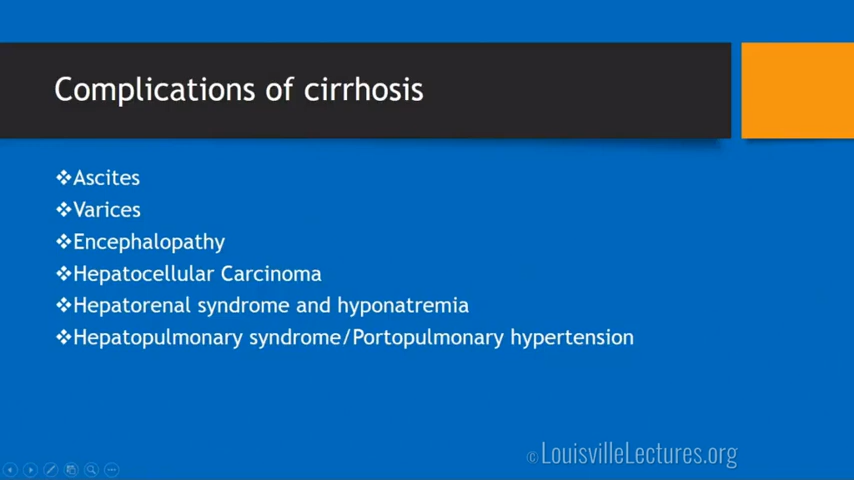 Complications of cirrhosis
❖Ascites
❖Varices
❖Encephalopathy
❖Hepatocellular Carcinoma
❖Hepatorenal syndrome and hyponatremia
❖Hepatopulmonary syndrome/Portopulmonary hypertension
© LouisvilleLectures.org